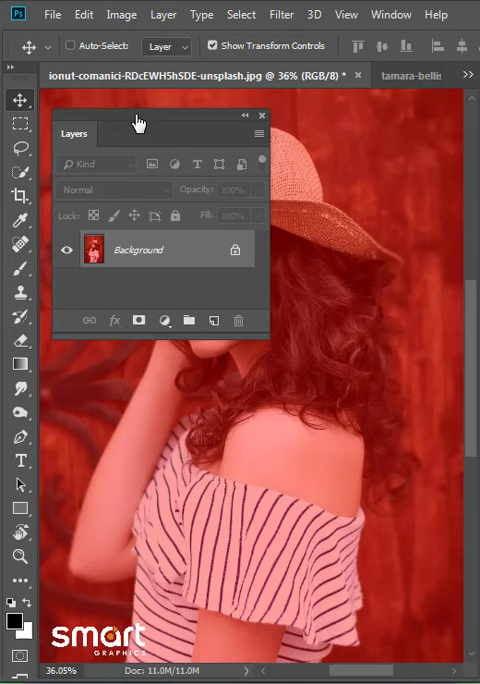 Ps File Edit Image Layer Type Select Filter 3D View Window Help
Auto-Select: Layer Show Transform Controls
ionut-comanici-RDcEWH5hSDE-unsplash.jpg @ 36% (RGB/8) * × tamara-bellis
Layers
Kind
Normal Opacity: 100%
Lock: Fill: 100%
Background
fx
smart
GRAPHICS
36.05% Doc: 11.0M/11.0M